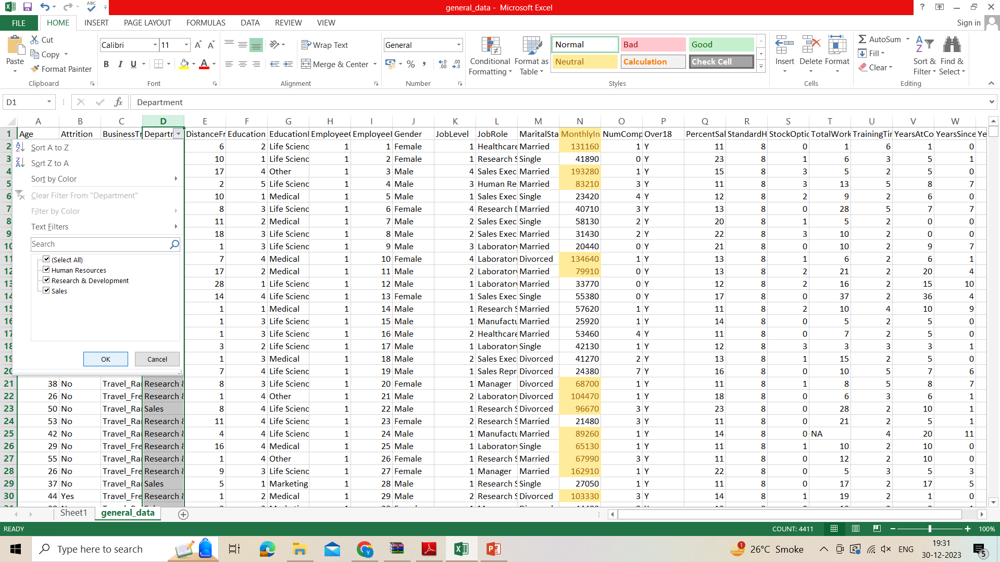 general_data - Microsoft Excel
FILE HOME INSERT PAGE LAYOUT FORMULAS DATA REVIEW VIEW Sign in
Paste Cut Copy Format Painter Clipboard
Calibri 11 Font
Wrap Text Merge & Center Alignment
General Number
Conditional Formatting Format as Table
Normal Bad Good
Neutral Calculation Check Cell
Styles
Insert Delete Format Cells
AutoSum Fill Clear Sort & Filter Find & Select Editing
D1 Department
A B C D E F G H I J K L M N O P Q R S T U V W
1 Age Attrition BusinessTr Departr DistanceFr Education EducationI Employee( EmployeeI Gender JobLevel JobRole MaritalSta MonthlyIn NumComp Over18 PercentSal StandardH StockOptio TotalWork TrainingTin YearsAtCo YearsSince Ye
2 6 2 Life Scienc 1 1 Female 1 Healthcare Married 131160 1 Y 11 8 0 1 6 1 0
3 10 1 Life Scienc 1 2 Female 1 Research S Single 41890 0 Y 23 8 1 6 3 5 1
4 17 4 Other 1 3 Male 4 Sales Exec Married 193280 1 Y 15 8 3 5 2 5 0
5 2 5 Life Scienc 1 4 Male 3 Human Re Married 83210 3 Y 11 8 3 13 5 8 7
6 10 1 Medical 1 5 Male 1 Sales Exec Single 23420 4 Y 12 8 2 9 2 6 0
7 8 3 Life Scienc 1 6 Female 4 Research D Married 40710 3 Y 13 8 0 28 5 7 7
8 11 2 Medical 1 7 Male 2 Sales Exec Single 58130 2 Y 20 8 1 5 2 0 0
9 18 3 Life Scienc 1 8 Male 2 Sales Exec Married 31430 2 Y 22 8 3 10 2 0 0
10 1 3 Life Scienc 1 9 Male 3 Laboratory Married 20440 0 Y 21 8 0 10 2 9 7
11 7 4 Medical 1 10 Female 4 Laboratory Divorced 134640 1 Y 13 8 1 6 2 6 1
12 17 2 Medical 1 11 Male 2 Laboratory Married 79910 0 Y 13 8 2 21 2 20 4
13 28 1 Life Scienc 1 12 Male 1 Laboratory Married 33770 0 Y 12 8 2 16 2 15 10
14 14 4 Life Scienc 1 13 Female 1 Sales Exec Single 55380 0 Y 17 8 0 37 2 36 4
15 1 1 Medical 1 14 Male 1 Research S Married 57620 1 Y 11 8 2 10 4 10 9
16 1 3 Life Scienc 1 15 Male 1 Manufactu Married 25920 1 Y 14 8 0 5 2 5 0
17 1 3 Life Scienc 1 16 Male 2 Healthcare Married 53460 4 Y 11 8 0 7 2 5 0
18 3 2 Life Scienc 1 17 Male 1 Laboratory Single 42130 1 Y 12 8 3 3 3 3 1
19 1 3 Medical 1 18 Male 2 Sales Exec Divorced 41270 2 Y 13 8 1 15 2 5 0
20 7 4 Life Scienc 1 19 Male 1 Sales Repr Divorced 24380 7 Y 16 8 0 10 5 7 6
Sort A to Z
Sort Z to A
Sort by Color
Clear Filter From "Department"
Filter by Color
Text Filters
Search
(Select All)
Human Resources
Research & Development
Sales
OK Cancel
21 38 No Travel_Ra Research & 8 3 Life Scienc 1 20 Female 1 Manager Divorced 68700 1 Y 11 8 1 8 5 8 7
22 26 No Travel_Fre Research & 1 4 Other 1 21 Male 2 Laboratory Divorced 104470 1 Y 18 8 0 6 3 6 1
23 50 No Travel_Ra Sales 8 4 Life Scienc 1 22 Male 1 Research S Divorced 96670 3 Y 23 8 0 28 2 10 1
24 53 No Travel_Ra Research & 11 4 Life Scienc 1 23 Female 2 Research S Married 21480 3 Y 11 8 0 21 2 5 1
25 42 No Travel_Ra Research & 4 4 Life Scienc 1 24 Male 1 Manufactu Married 89260 1 Y 14 8 0 NA 4 20 11
26 29 No Travel_Fre Research & 16 4 Medical 1 25 Male 1 Laboratory Single 65130 1 Y 11 8 1 10 2 10 0
27 55 No Travel_Ra Research & 1 4 Other 1 26 Female 1 Research S Married 67990 3 Y 11 8 0 12 2 10 0
28 26 No Travel_Fre Research & 9 3 Life Scienc 1 27 Female 1 Manager Married 162910 1 Y 22 8 0 5 3 5 3
29 37 No Travel_Ra Sales 5 1 Marketing 1 28 Male 1 Research S Single 27050 1 Y 11 8 0 17 2 17 5
30 44 Yes Travel_Fre Research & 1 2 Medical 1 29 Male 2 Research S Divorced 103330 3 Y 14 8 1 19 2 1 0
Sheet1 general_data
READY COUNT: 4411 100%
Type here to search 26°C Smoke ENG 19:31
30-12-2023
1
5